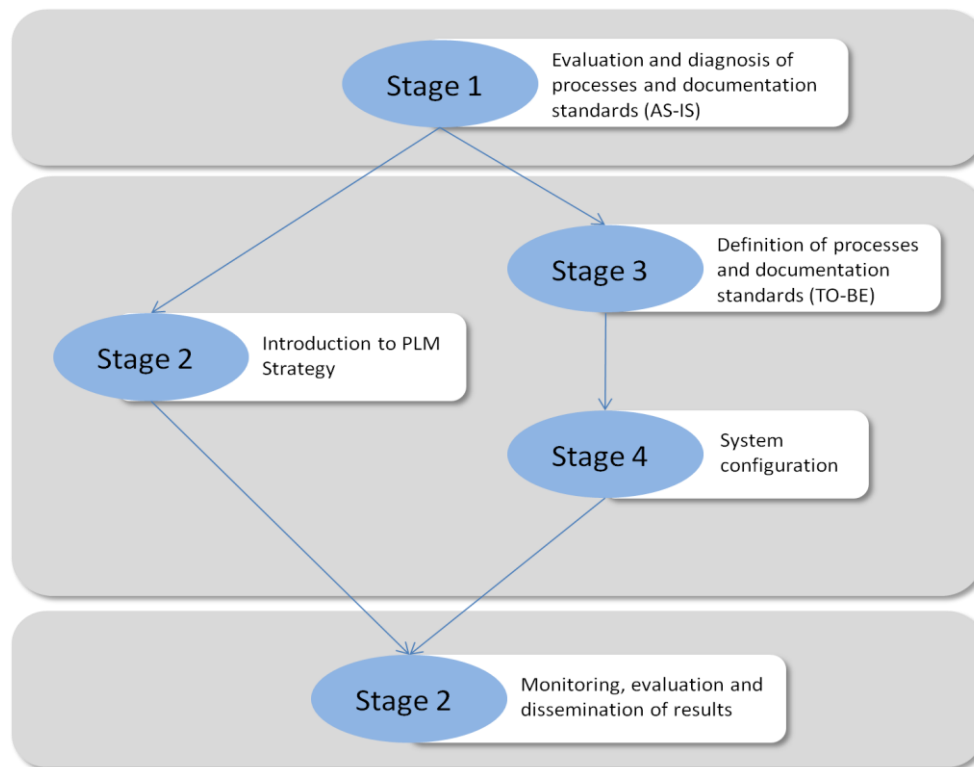 Stage 1
Evaluation and diagnosis of
processes and documentation
standards (AS-IS)
Stage 3
Definition of processes
and documentation
standards (TO-BE)
Stage 2
Introduction to PLM
Strategy
Stage 4
System
configuration
Stage 2
Monitoring, evaluation and
dissemination of results